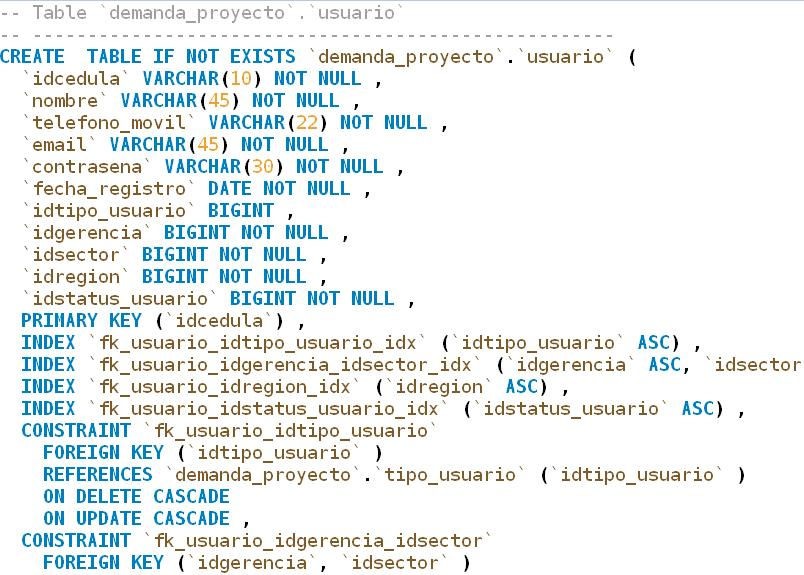 -- Table `demanda_proyecto`.`usuario`
-- -----------------------------------------------------
CREATE  TABLE IF NOT EXISTS `demanda_proyecto`.`usuario` (
  `idcedula` VARCHAR(10) NOT NULL ,
  `nombre` VARCHAR(45) NOT NULL ,
  `telefono_movil` VARCHAR(22) NOT NULL ,
  `email` VARCHAR(45) NOT NULL ,
  `contrasena` VARCHAR(30) NOT NULL ,
  `fecha_registro` DATE NOT NULL ,
  `idtipo_usuario` BIGINT ,
  `idgerencia` BIGINT NOT NULL ,
  `idsector` BIGINT NOT NULL ,
  `idregion` BIGINT NOT NULL ,
  `idstatus_usuario` BIGINT NOT NULL ,
  PRIMARY KEY (`idcedula`) ,
  INDEX `fk_usuario_idtipo_usuario_idx` (`idtipo_usuario` ASC) ,
  INDEX `fk_usuario_idgerencia_idsector_idx` (`idgerencia` ASC, `idsector
  INDEX `fk_usuario_idregion_idx` (`idregion` ASC) ,
  INDEX `fk_usuario_idstatus_usuario_idx` (`idstatus_usuario` ASC) ,
  CONSTRAINT `fk_usuario_idtipo_usuario`
    FOREIGN KEY (`idtipo_usuario` )
    REFERENCES `demanda_proyecto`.`tipo_usuario` (`idtipo_usuario` )
    ON DELETE CASCADE
    ON UPDATE CASCADE ,
  CONSTRAINT `fk_usuario_idgerencia_idsector`
    FOREIGN KEY (`idgerencia`, `idsector` )